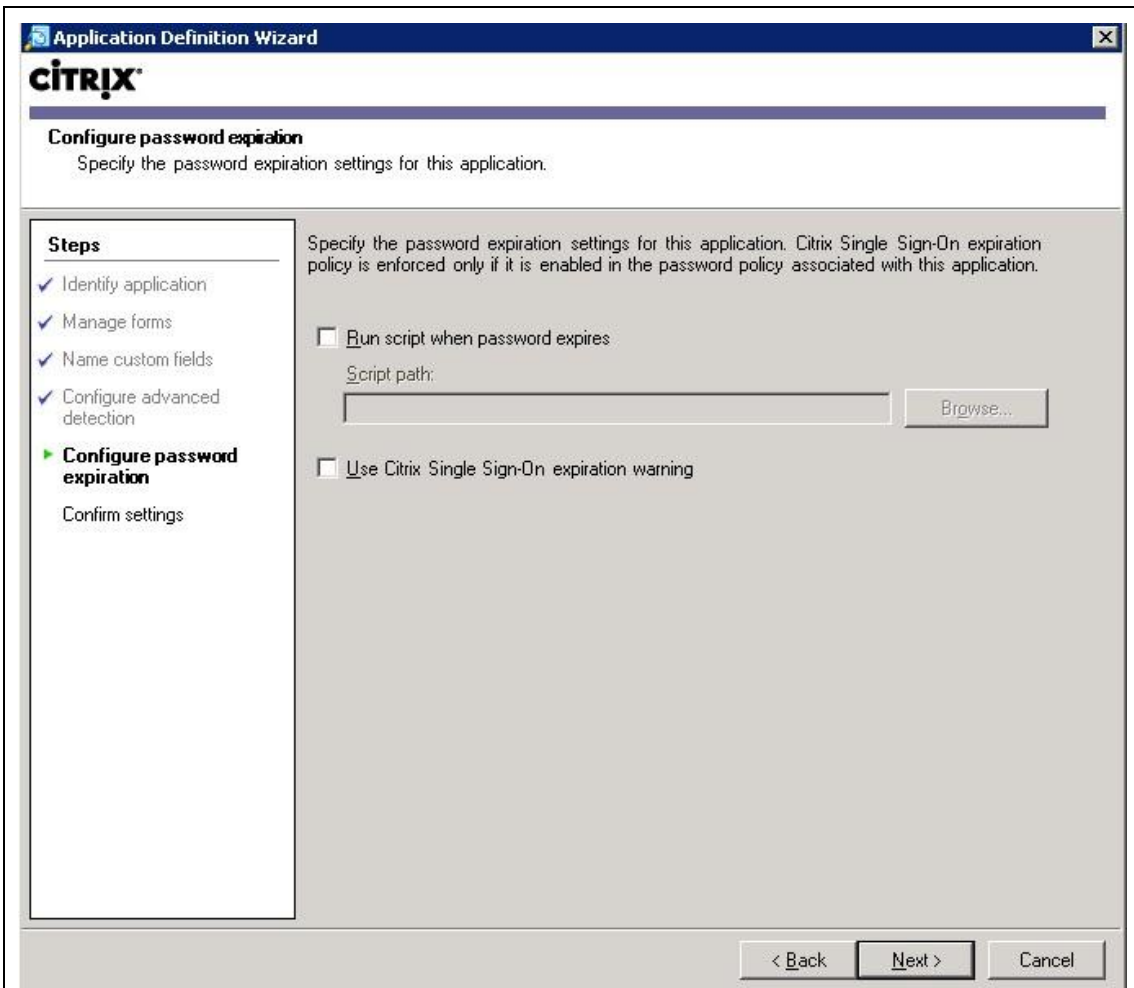 Application Definition Wizard
CİTRIX
Configure password expiration
Specify the password expiration settings for this application.
Steps
Identify application
Manage forms
Name custom fields
Configure advanced
detection
Configure password
expiration
Confirm settings
Specify the password expiration settings for this application. Citrix Single Sign-On expiration
policy is enforced only if it is enabled in the password policy associated with this application.
Run script when password expires
Script path:
Browse...
Use Citrix Single Sign-On expiration warning
< Back
Next >
Cancel